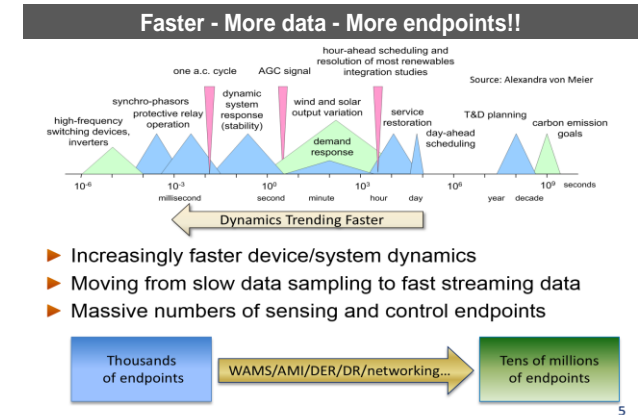 Faster - More data - More endpoints!!
hour-ahead scheduling and
resolution of most renewables
integration studies
one a.c. cycle
AGC signal
Source: Alexandra von Meier
dynamic
system
response
(stability)
synchro-phasors
protective relay
operation
wind and solar
output variation
high-frequency
switching devices,
inverters
service
restoration
T&D planning
carbon emission
goals
day-ahead
scheduling
demand
response
10-6 10-3 10⁰ 10³ 10⁶ 10⁹ seconds
millisecond second minute hour day year decade
Dynamics Trending Faster
Increasingly faster device/system dynamics
Moving from slow data sampling to fast streaming data
Massive numbers of sensing and control endpoints
Thousands
of endpoints
WAMS/AMI/DER/DR/networking...
Tens of millions
of endpoints
5